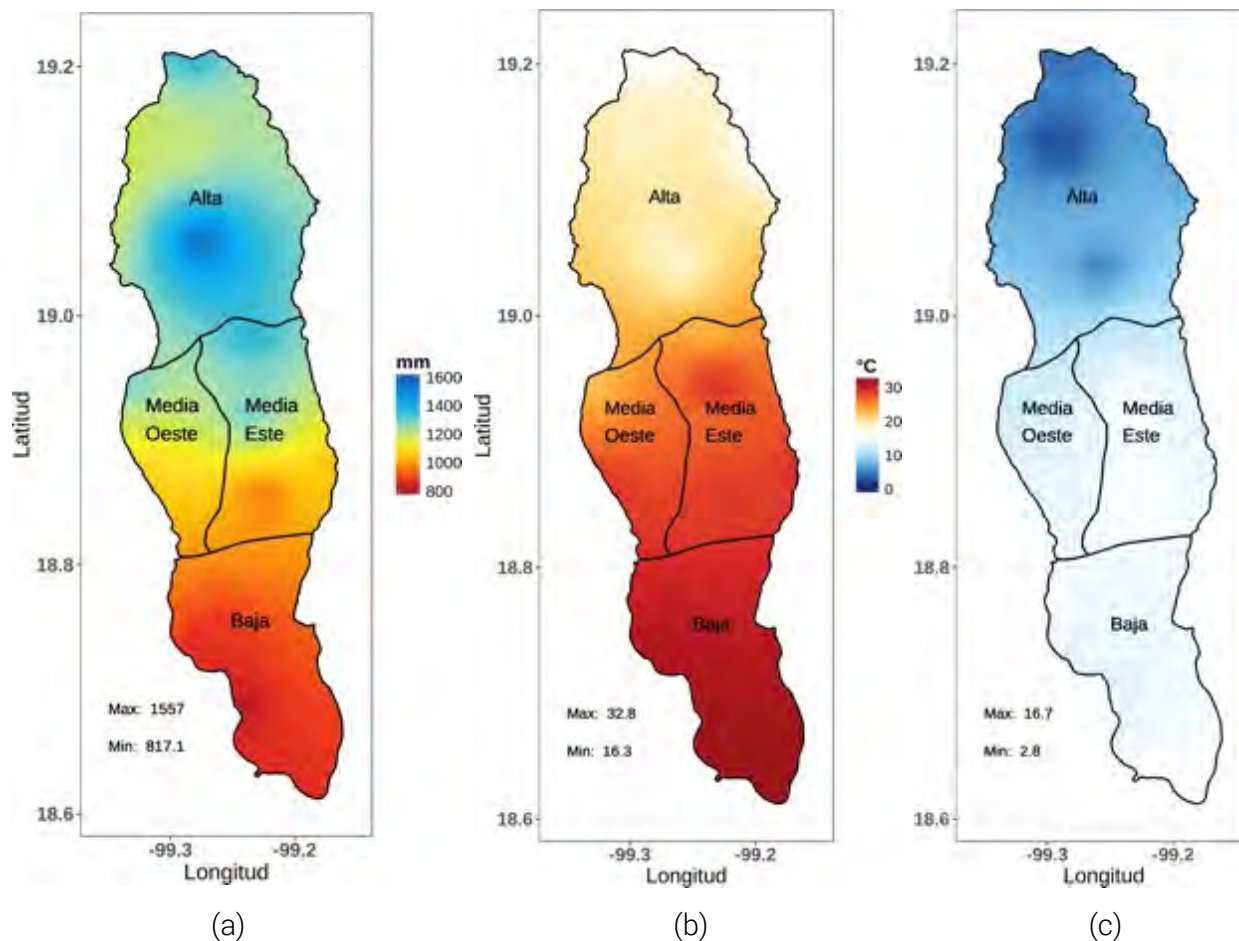 19.2
19.0
18.8
18.6
Latitud
Alta
Media
Oeste
Media
Este
Baja
Max: 1557
Min: 817.1
-99.3
-99.2
Longitud
mm
1600
1400
1200
1000
800
(a)
19.2
19.0
18.8
18.6
Latitud
Alta
Media
Oeste
Media
Este
Baja
Max: 32.8
Min: 16.3
-99.3
-99.2
Longitud
°C
30
20
10
0
(b)
19.2
19.0
18.8
18.6
Alta
Media
Oeste
Media
Este
Baja
Max: 16.7
Min: 2.8
-99.3
-99.2
Longitud
(c)